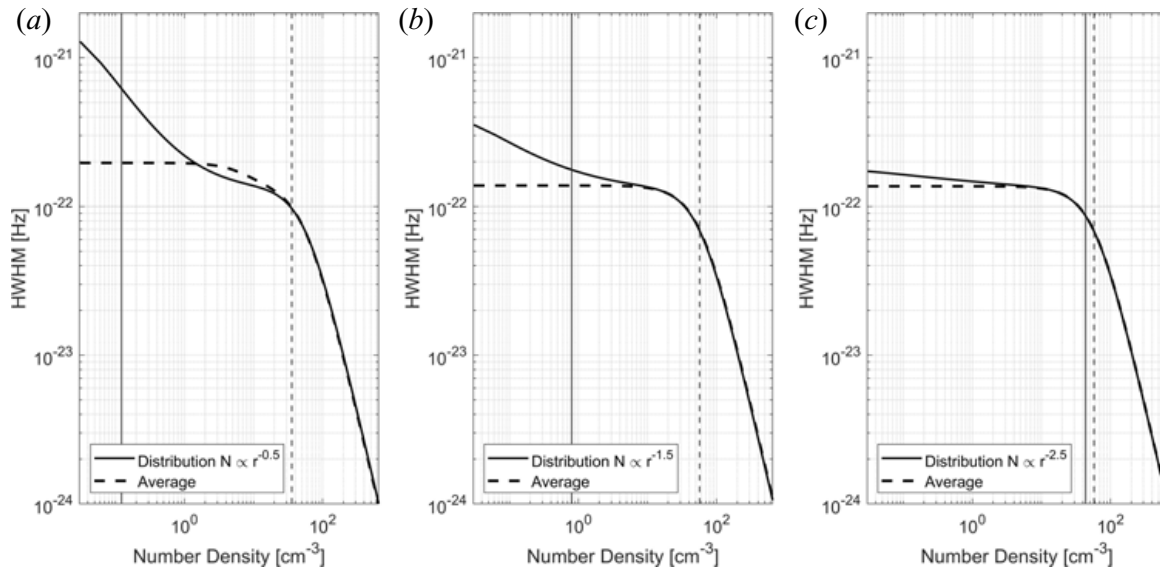 (a)
HWHM [Hz]
10^-21
10^-22
10^-23
10^-24
Distribution N ∝ r^-0.5
Average
10^0
10^2
Number Density [cm^-3]
(b)
HWHM [Hz]
10^-21
10^-22
10^-23
10^-24
Distribution N ∝ r^-1.5
Average
10^0
10^2
Number Density [cm^-3]
(c)
HWHM [Hz]
10^-21
10^-22
10^-23
10^-24
Distribution N ∝ r^-2.5
Average
10^0
10^2
Number Density [cm^-3]